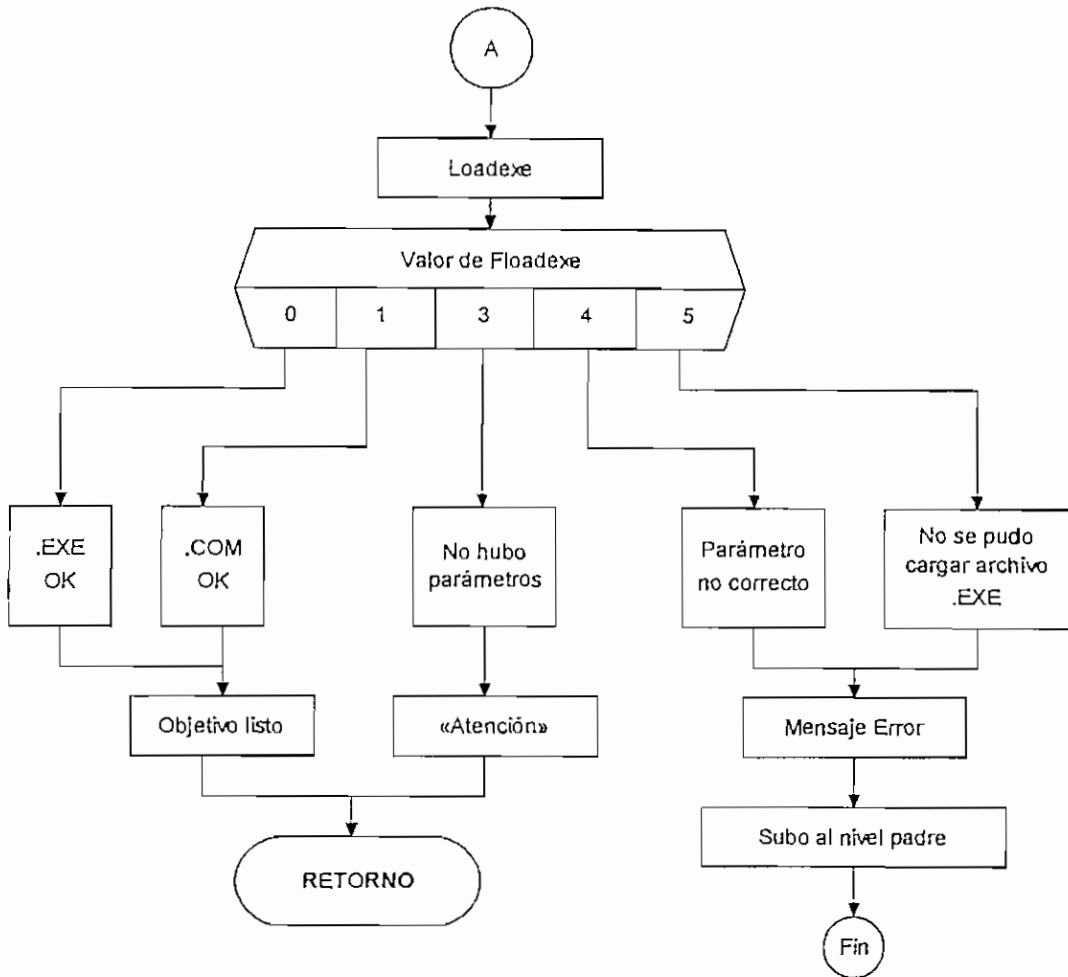 A
Loadexe
Valor de Floadexe
0 1 3 4 5
.EXE
OK
.COM
OK
No hubo
parámetros
Parámetro
no correcto
No se pudo
cargar archivo
.EXE
Objetivo listo
«Atención»
Mensaje Error
Subo al nivel padre
RETORNO
Fin